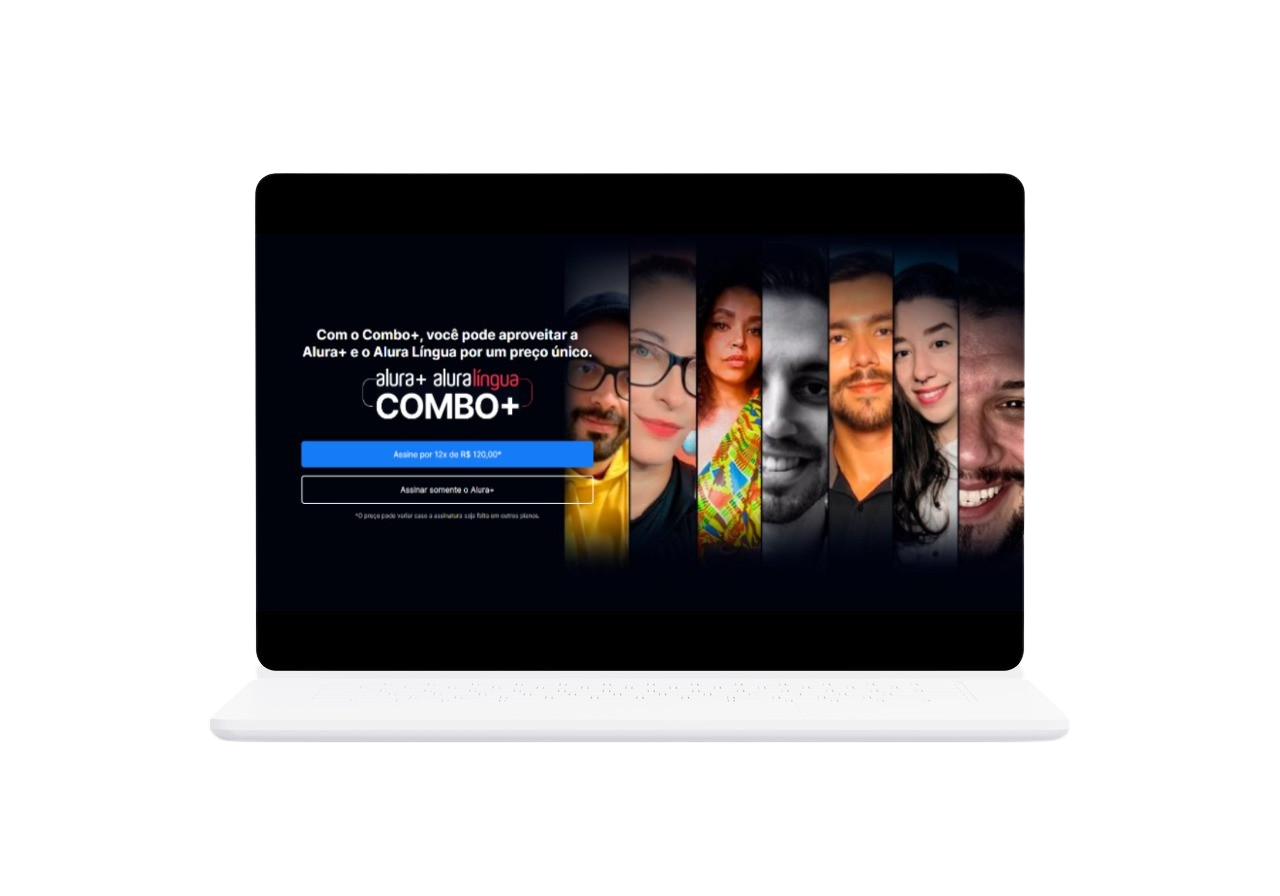 Com o Combo+, você pode aproveitar a
Alura+ e o Alura Língua por um preço único.
alura+ aluralíngua
COMBO+
Assine por 12x de R$ 120,00*
Assinar somente o Alura+
*O preço pode variar caso a assinatura seja feita em outros planos.